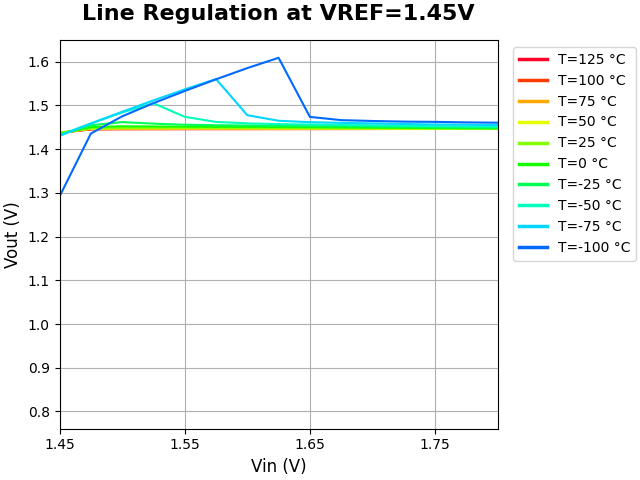 Line Regulation at VREF=1.45V
Vout (V)
1.6
1.5
1.4
1.3
1.2
1.1
1.0
0.9
0.8
1.45
1.55
1.65
1.75
Vin (V)
T=125 °C
T=100 °C
T=75 °C
T=50 °C
T=25 °C
T=0 °C
T=-25 °C
T=-50 °C
T=-75 °C
T=-100 °C